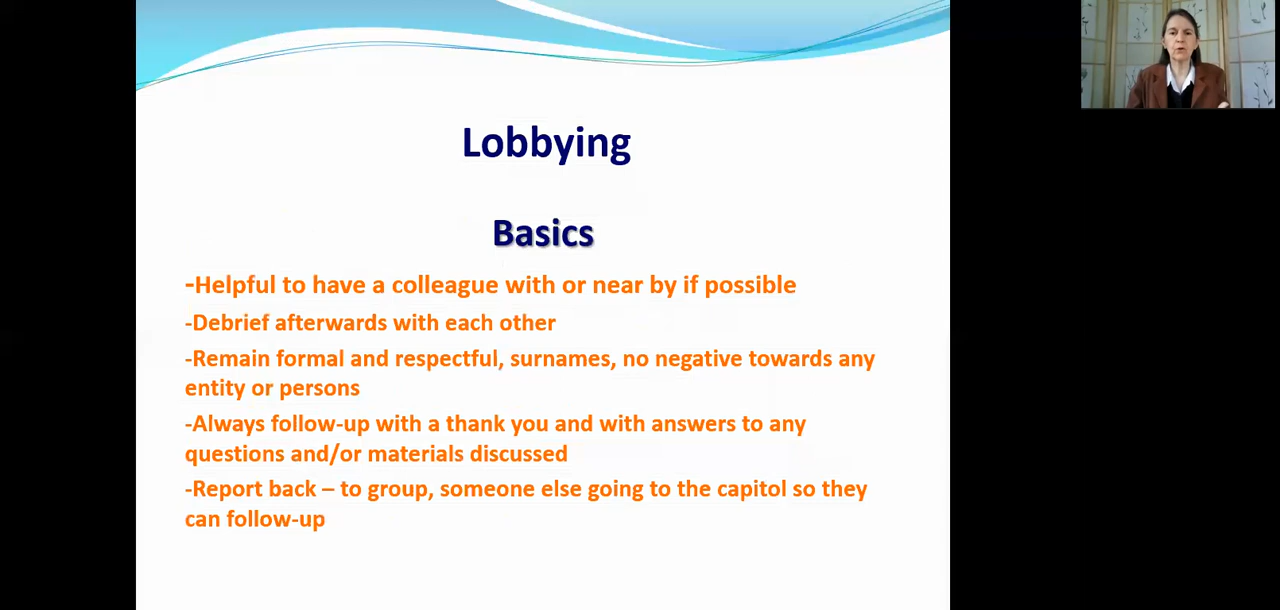 Lobbying
Basics
-Helpful to have a colleague with or near by if possible
-Debrief afterwards with each other
-Remain formal and respectful, surnames, no negative towards any
entity or persons
-Always follow-up with a thank you and with answers to any
questions and/or materials discussed
-Report back – to group, someone else going to the capitol so they
can follow-up